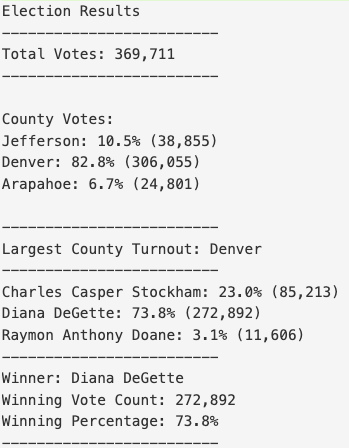 Election Results
-------------------------
Total Votes: 369,711
-------------------------
County Votes:
Jefferson: 10.5% (38,855)
Denver: 82.8% (306,055)
Arapahoe: 6.7% (24,801)
-------------------------
Largest County Turnout: Denver
-------------------------
Charles Casper Stockham: 23.0% (85,213)
Diana DeGette: 73.8% (272,892)
Raymon Anthony Doane: 3.1% (11,606)
-------------------------
Winner: Diana DeGette
Winning Vote Count: 272,892
Winning Percentage: 73.8%
-------------------------